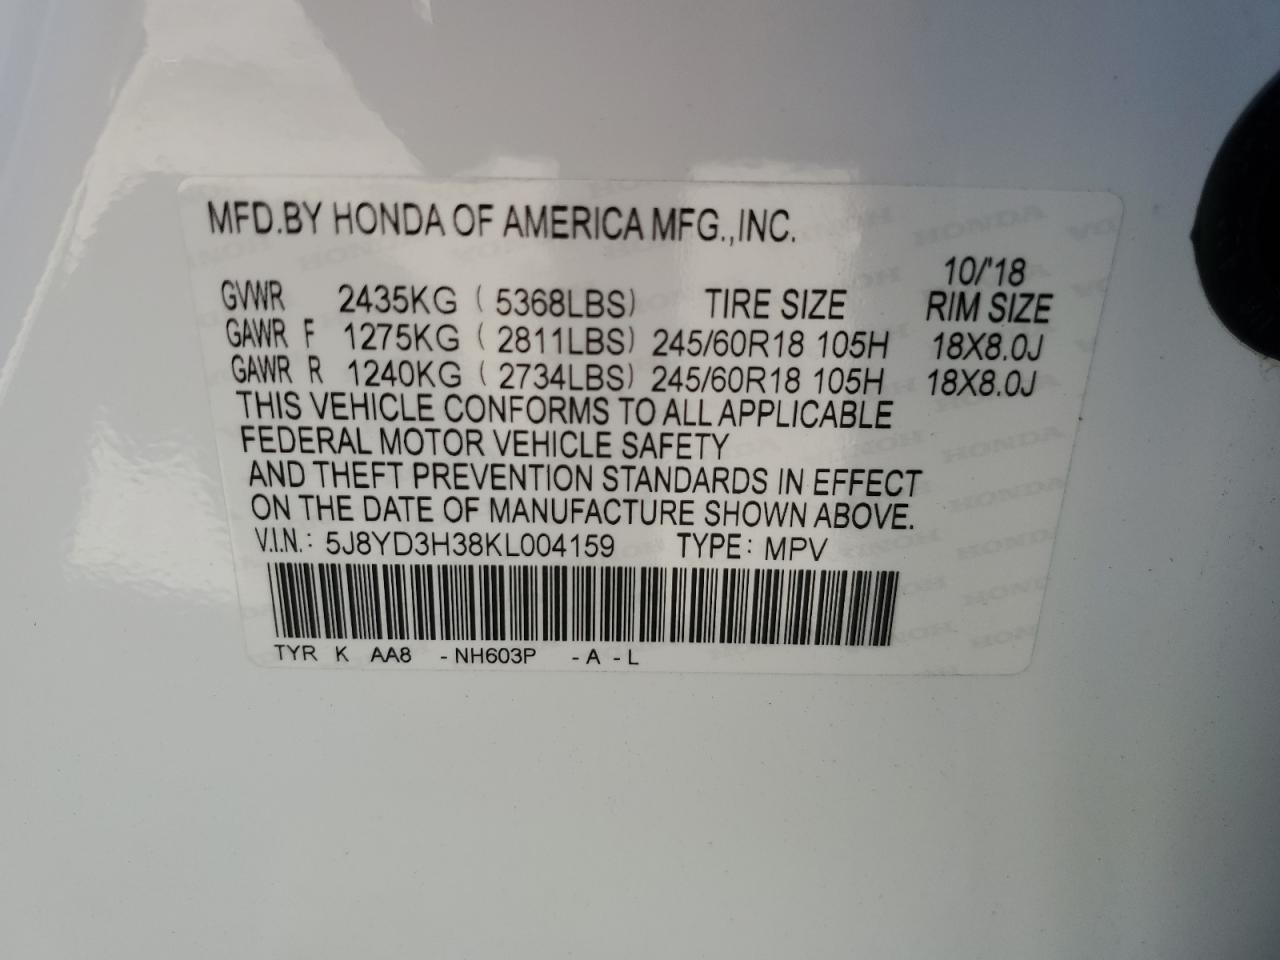 MFD.BY HONDA OF AMERICA MFG.,INC.
10/'18
GVWR 2435KG ( 5368LBS) TIRE SIZE RIM SIZE
GAWR F 1275KG ( 2811LBS) 245/60R18 105H 18X8.0J
GAWR R 1240KG ( 2734LBS) 245/60R18 105H 18X8.0J
THIS VEHICLE CONFORMS TO ALL APPLICABLE
FEDERAL MOTOR VEHICLE SAFETY
AND THEFT PREVENTION STANDARDS IN EFFECT
ON THE DATE OF MANUFACTURE SHOWN ABOVE.
V.I.N.: 5J8YD3H38KL004159 TYPE: MPV
TYR K AA8 -NH603P -A -L